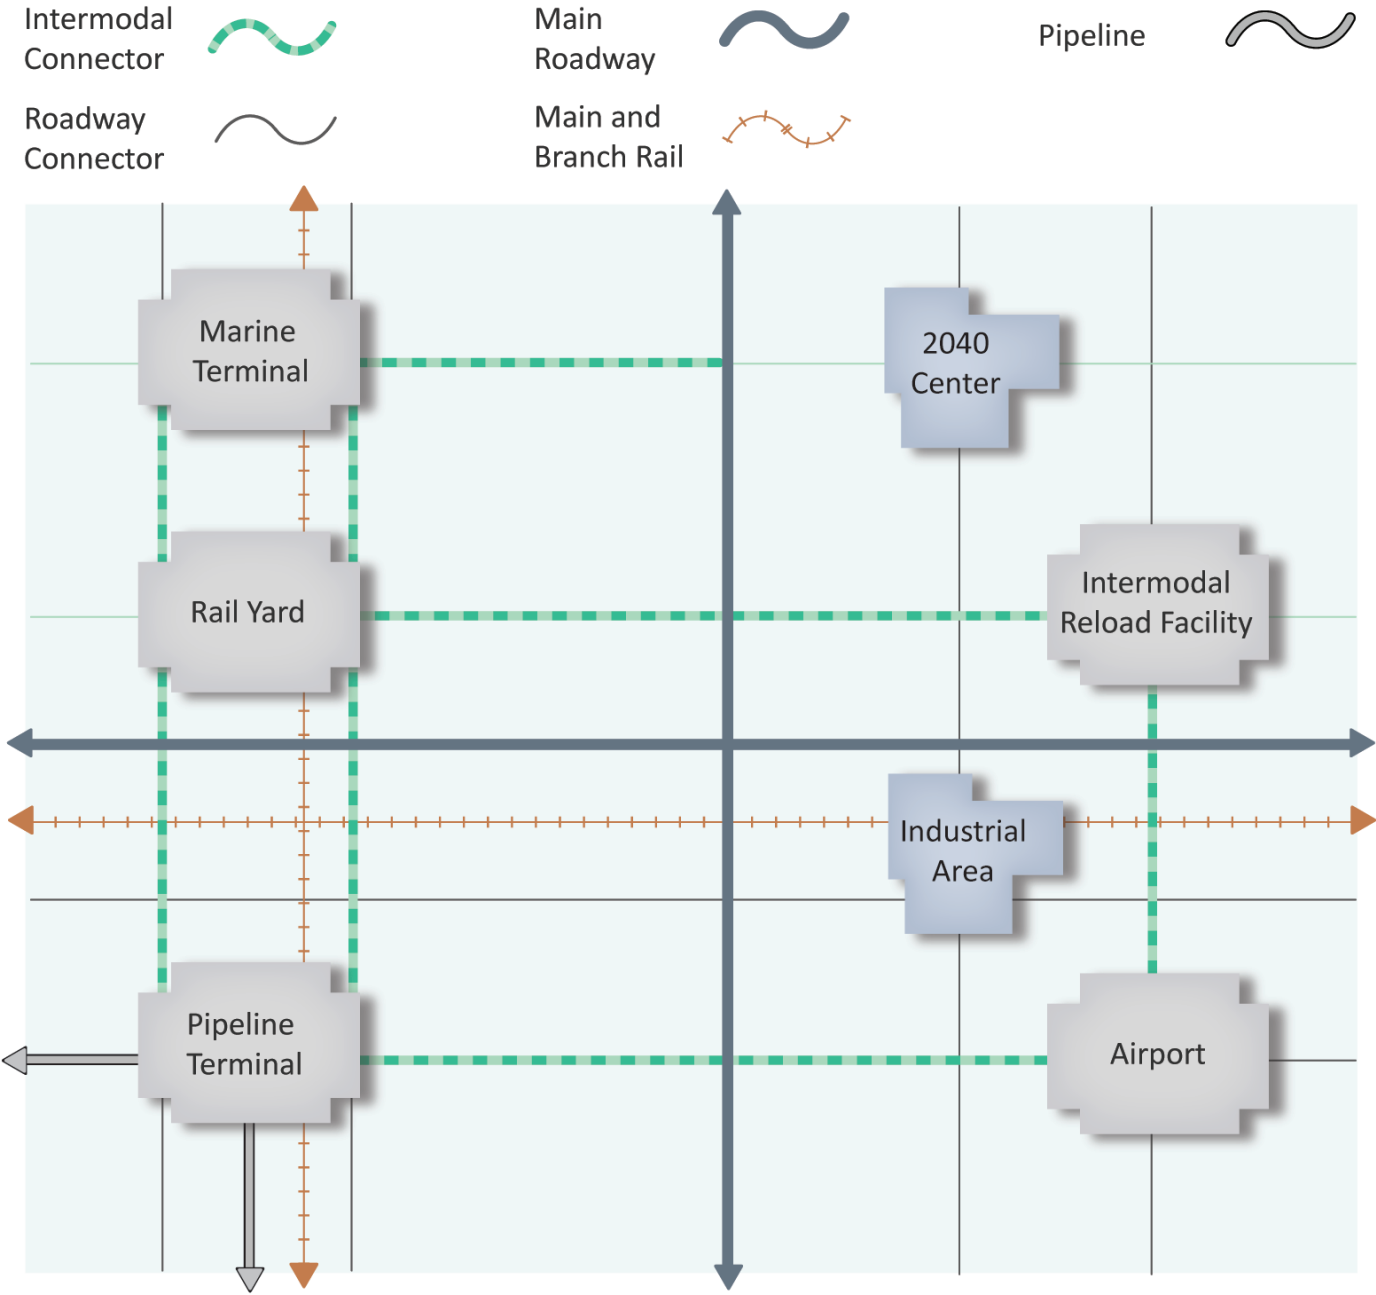 Intermodal
Connector
Main
Roadway
Pipeline
Roadway
Connector
Main and
Branch Rail
Marine
Terminal
2040
Center
Rail Yard
Intermodal
Reload Facility
Industrial
Area
Pipeline
Terminal
Airport